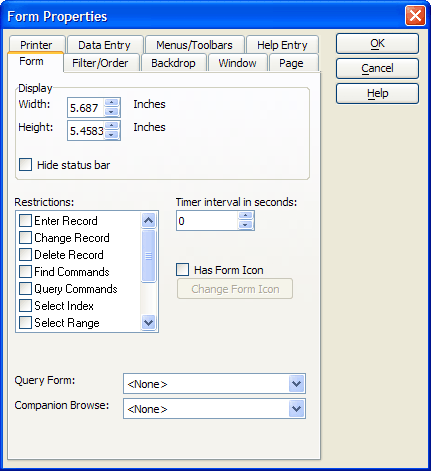 Form Properties
Printer Data Entry Menus/Toolbars Help Entry
Form Filter/Order Backdrop Window Page
OK
Cancel
Help
Display
Width: 5.687 Inches
Height: 5.4583 Inches
Hide status bar
Restrictions:
Enter Record
Change Record
Delete Record
Find Commands
Query Commands
Select Index
Select Range
Timer interval in seconds:
0
Has Form Icon
Change Form Icon
Query Form: <None>
Companion Browse: <None>